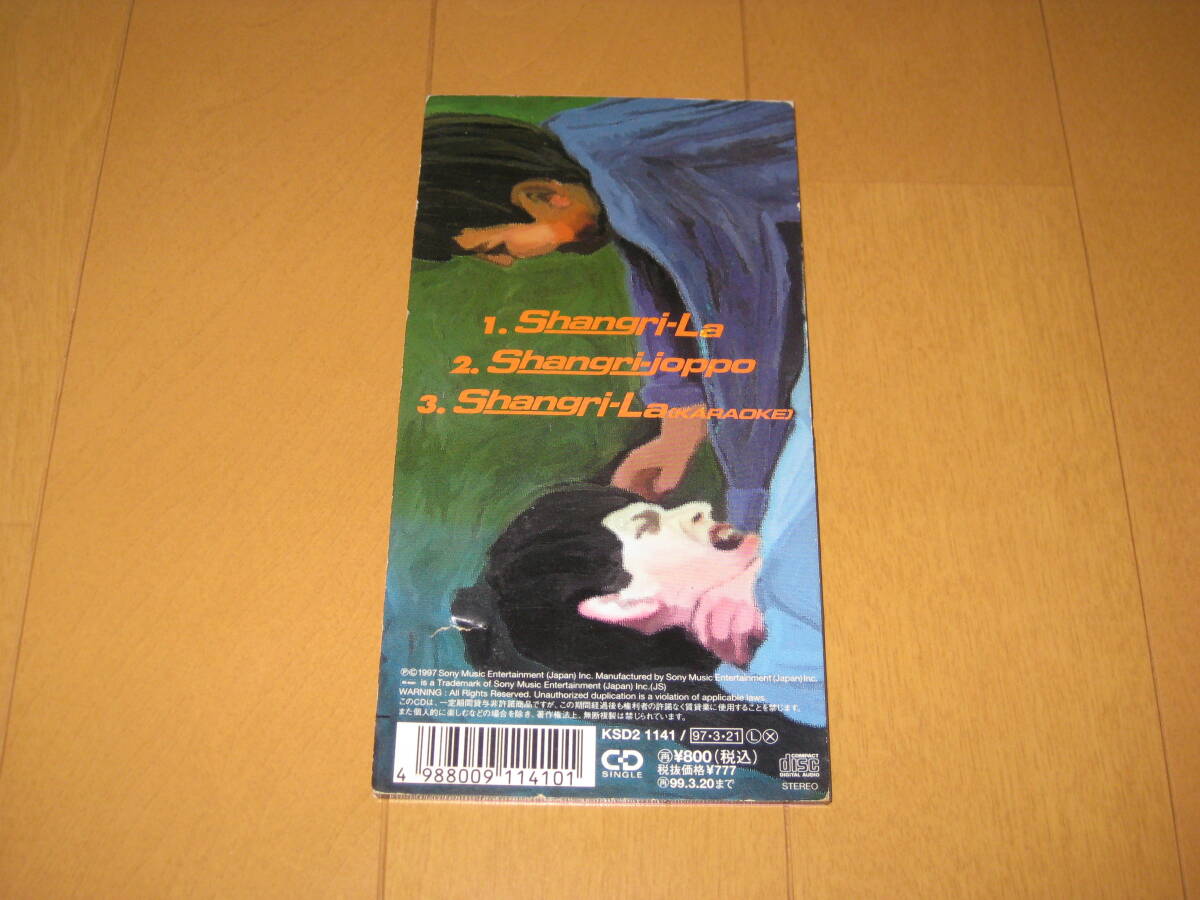 1. Shangri-La
2. Shangri-joppo
3. Shangri-La(KARAOKE)
Ⓟ©1997 Sony Music Entertainment (Japan) Inc. Manufactured by Sony Music Entertainment (Japan) Inc.
is a Trademark of Sony Music Entertainment (Japan) Inc.(JS)
WARNING : All Rights Reserved. Unauthorized duplication is a violation of applicable laws.
このCDは、一定期間貸与非許諾商品ですが、この期間経過後も権利者の許諾なく賃貸業に使用することを禁じます。
また個人的に楽しむなどの場合を除き、著作権法上、無断複製は禁じられています。
4 988009 114101
CD SINGLE
KSD2 1141 / 97・3・21 Ⓛ Ⓧ
再 ¥800(税込)
税抜価格¥777
再 99.3.20まで
COMPACT disc DIGITAL AUDIO
STEREO